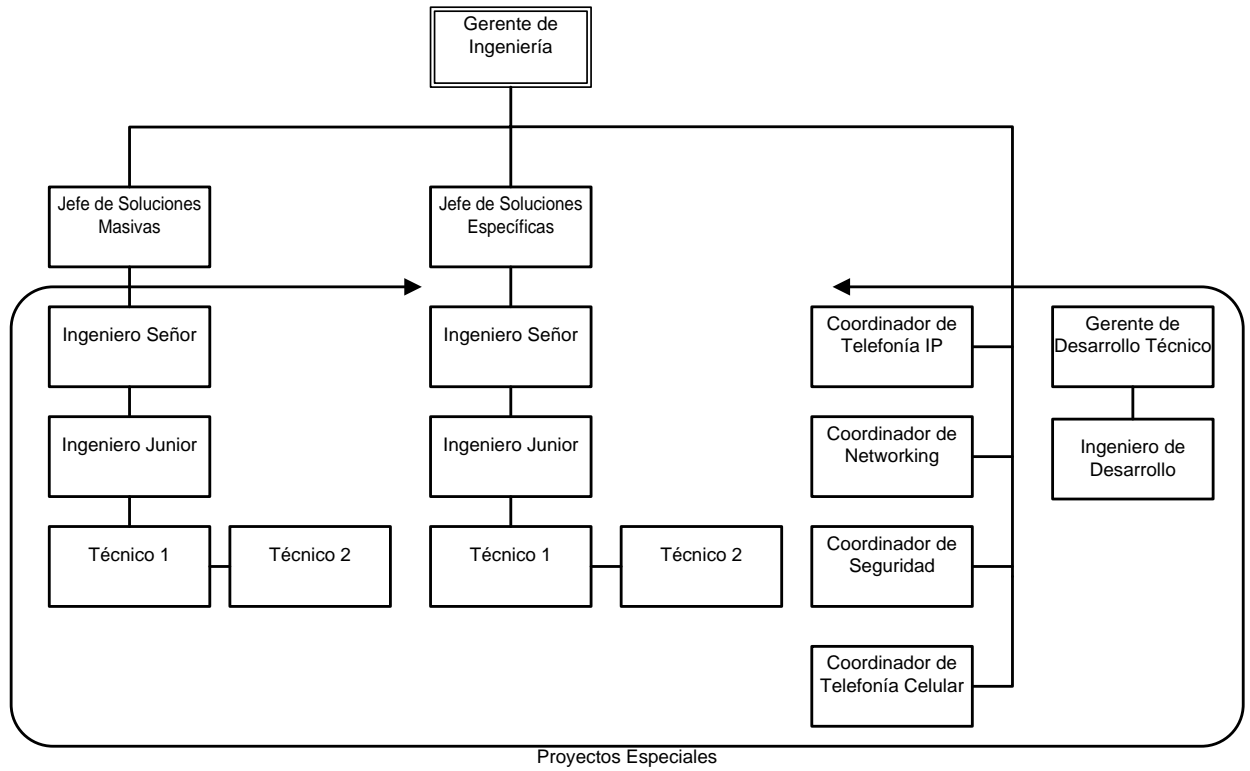 Gerente de
Ingeniería
Jefe de Soluciones
Masivas
Jefe de Soluciones
Específicas
Ingeniero Señor
Ingeniero Junior
Técnico 1
Técnico 2
Ingeniero Señor
Ingeniero Junior
Técnico 1
Técnico 2
Coordinador de
Telefonía IP
Coordinador de
Networking
Coordinador de
Seguridad
Coordinador de
Telefonía Celular
Gerente de
Desarrollo Técnico
Ingeniero de
Desarrollo
Proyectos Especiales